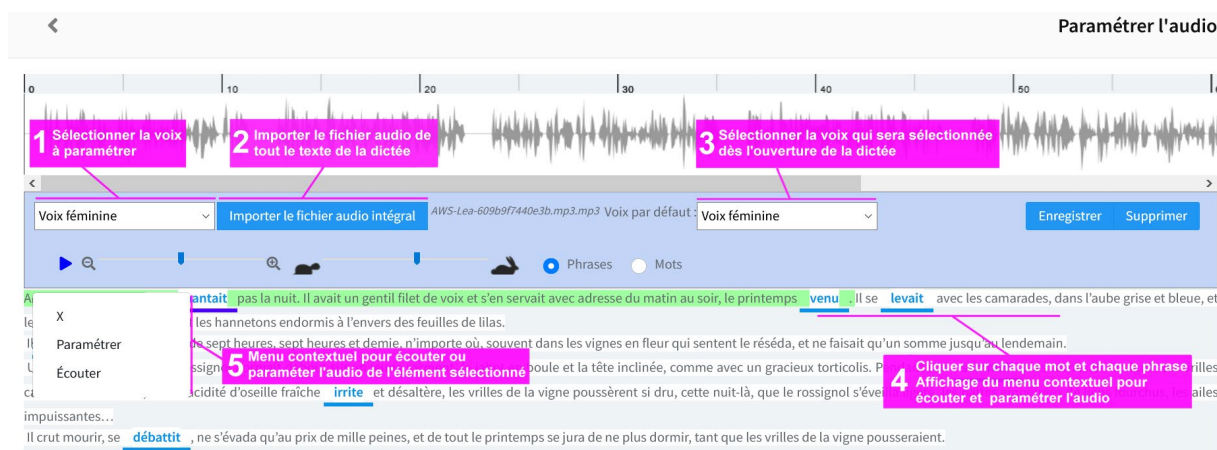 Paramétrer l'audio
0 10 20 30 40 50
1 Sélectionner la voix
à paramétrer
2 Importer le fichier audio de
tout le texte de la dictée
3 Sélectionner la voix qui sera sélectionnée
dès l'ouverture de la dictée
Voix féminine Importer le fichier audio intégral AWS-Lea-609b9f7440e3b.mp3.mp3 Voix par défaut : Voix féminine Enregistrer Supprimer
Phrases Mots
antait pas la nuit. Il avait un gentil filet de voix et s'en servait avec adresse du matin au soir, le printemps venu . Il se levait avec les camarades, dans l'aube grise et bleue, et
le t les hannetons endormis à l'envers des feuilles de lilas.
sept heures, sept heures et demie, n'importe où, souvent dans les vignes en fleur qui sentent le réséda, et ne faisait qu'un somme jusqu'au lendemain.
boule et la tête inclinée, comme avec un gracieux torticolis.
acidité d'oseille fraîche irrite et désaltère, les vrilles de la vigne poussèrent si dru, cette nuit-là, que le rossignol ailes
impuissantes…
Il crut mourir, se débattit , ne s'évada qu'au prix de mille peines, et de tout le printemps se jura de ne plus dormir, tant que les vrilles de la vigne pousseraient.
X
Paramétrer
Écouter
5 Menu contextuel pour écouter ou
paraméter l'audio de l'élément sélectionné
4 Cliquer sur chaque mot et chaque phrase
Affichage du menu contextuel pour
écouter et paramétrer l'audio